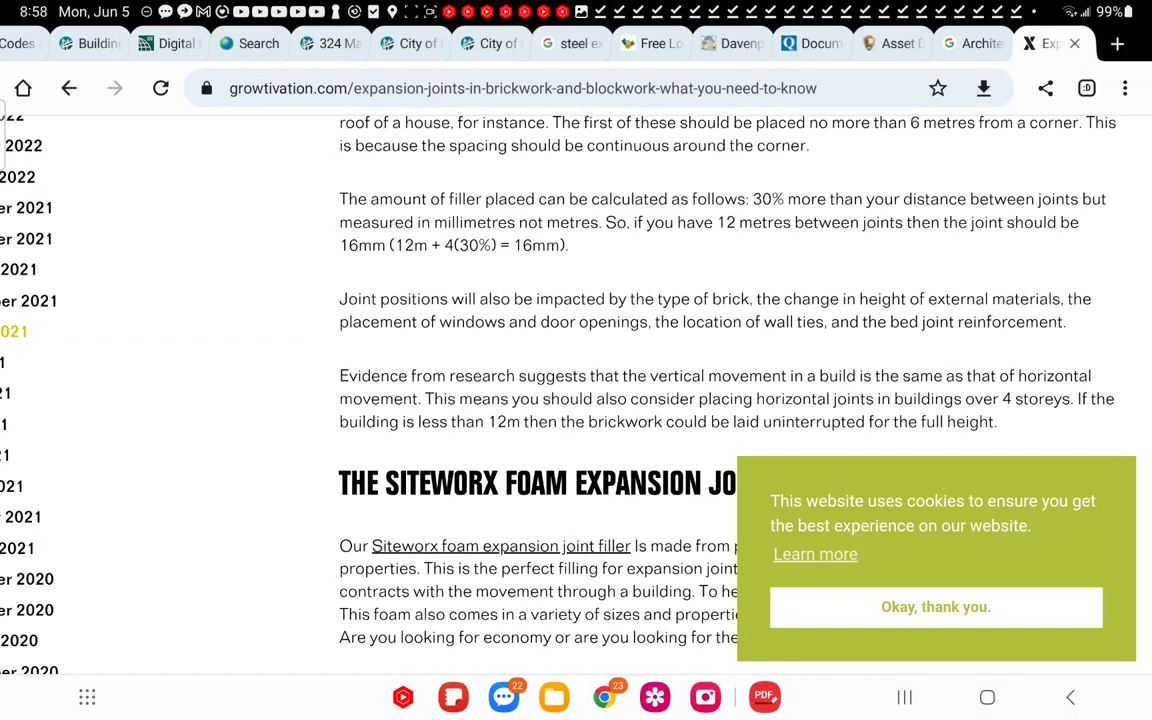 8:58 Mon, Jun 5
99%
Codes
Building
Digital
Search
324 Ma
City of
City of
steel ex
Free Lo
Davenp
Docum
Asset D
Archite
Exp
growtivation.com/expansion-joints-in-brickwork-and-blockwork-what-you-need-to-know
022
r 2022
2022
er 2021
er 2021
2021
er 2021
021
1
21
1
21
021
r 2021
2021
er 2020
er 2020
2020
er 2020
roof of a house, for instance. The first of these should be placed no more than 6 metres from a corner. This
is because the spacing should be continuous around the corner.
The amount of filler placed can be calculated as follows: 30% more than your distance between joints but
measured in millimetres not metres. So, if you have 12 metres between joints then the joint should be
16mm (12m + 4(30%) = 16mm).
Joint positions will also be impacted by the type of brick, the change in height of external materials, the
placement of windows and door openings, the location of wall ties, and the bed joint reinforcement.
Evidence from research suggests that the vertical movement in a build is the same as that of horizontal
movement. This means you should also consider placing horizontal joints in buildings over 4 storeys. If the
building is less than 12m then the brickwork could be laid uninterrupted for the full height.
THE SITEWORX FOAM EXPANSION JO
Our Siteworx foam expansion joint filler Is made from p
properties. This is the perfect filling for expansion joint
contracts with the movement through a building. To he
This foam also comes in a variety of sizes and properti
Are you looking for economy or are you looking for the
This website uses cookies to ensure you get
the best experience on our website.
Learn more
Okay, thank you.
22
23
PDF